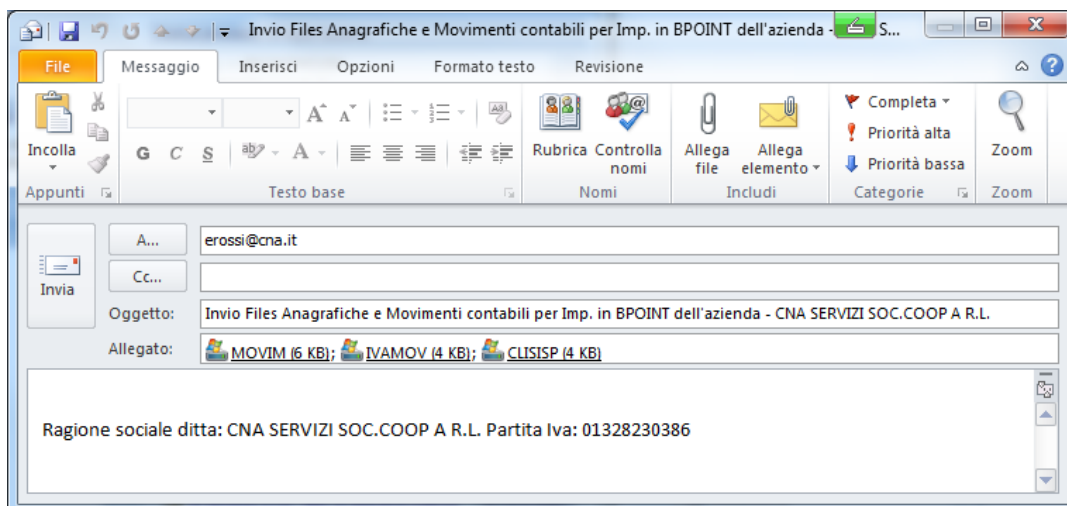 Invio Files Anagrafiche e Movimenti contabili per Imp. in BPOINT dell'azienda - S...
File Messaggio Inserisci Opzioni Formato testo Revisione
Incolla
G C S
ab
A
Rubrica
Controlla nomi
Allega file
Allega elemento
Completa
Priorità alta
Priorità bassa
Zoom
Appunti Testo base Nomi Includi Categorie Zoom
Invia
A... erossi@cna.it
Cc...
Oggetto: Invio Files Anagrafiche e Movimenti contabili per Imp. in BPOINT dell'azienda - CNA SERVIZI SOC.COOP A R.L.
Allegato: MOVIM (6 KB); IVAMOV (4 KB); CLISISP (4 KB)
Ragione sociale ditta: CNA SERVIZI SOC.COOP A R.L. Partita Iva: 01328230386